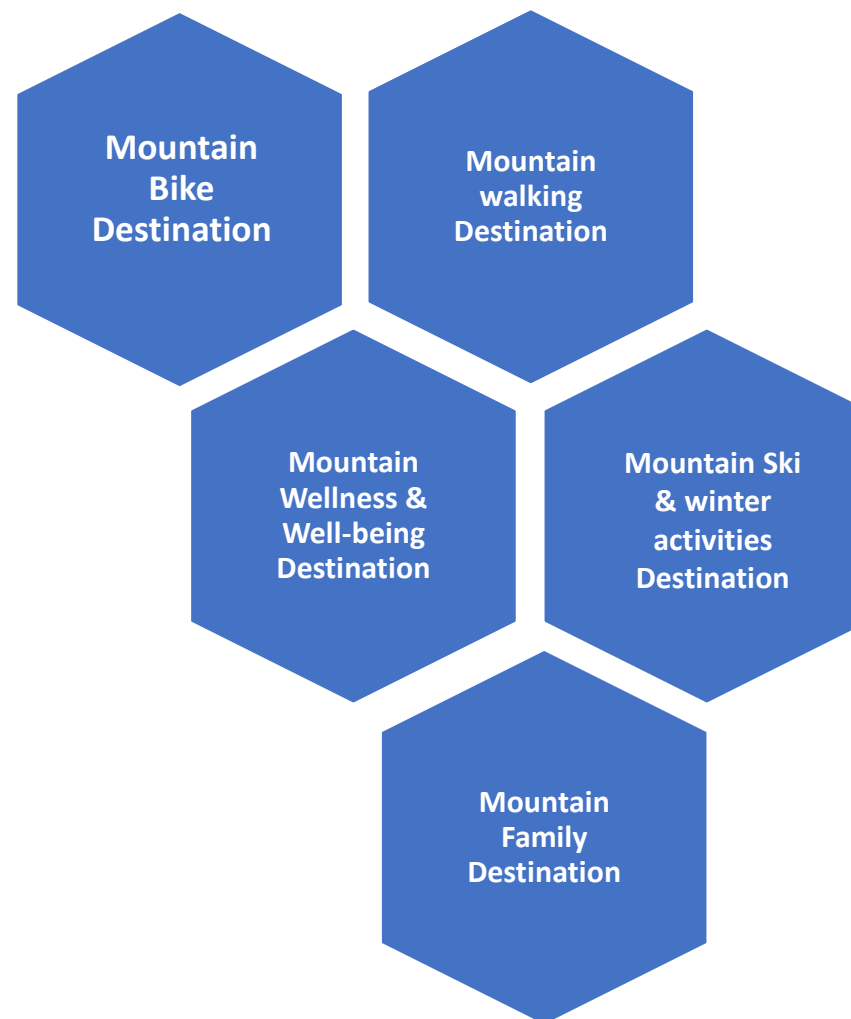 Mountain
Bike
Destination
Mountain
walking
Destination
Mountain
Wellness &
Well-being
Destination
Mountain Ski
& winter
activities
Destination
Mountain
Family
Destination